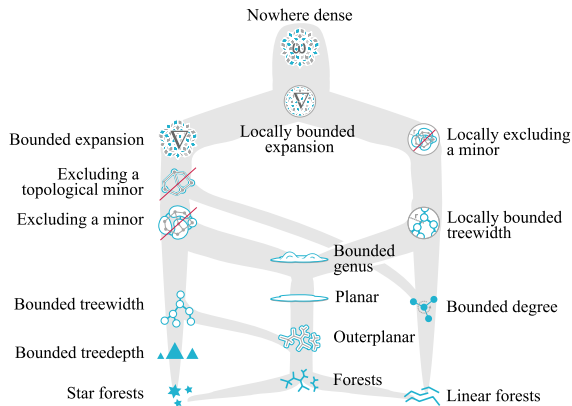 Nowhere dense
ω
∇
Locally bounded
expansion
Bounded expansion
∇
Locally excluding
a minor
Excluding a
topological minor
Excluding a minor
Locally bounded
treewidth
Bounded
genus
Bounded treewidth
Planar
Bounded degree
Outerplanar
Bounded treedepth
Forests
Star forests
Linear forests